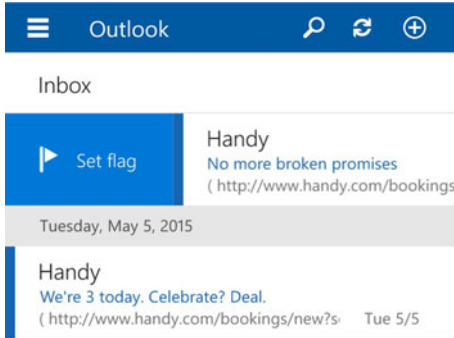 Outlook
Inbox
Set flag
Handy
No more broken promises
( http://www.handy.com/bookings
Tuesday, May 5, 2015
Handy
We're 3 today. Celebrate? Deal.
( http://www.handy.com/bookings/new?s Tue 5/5